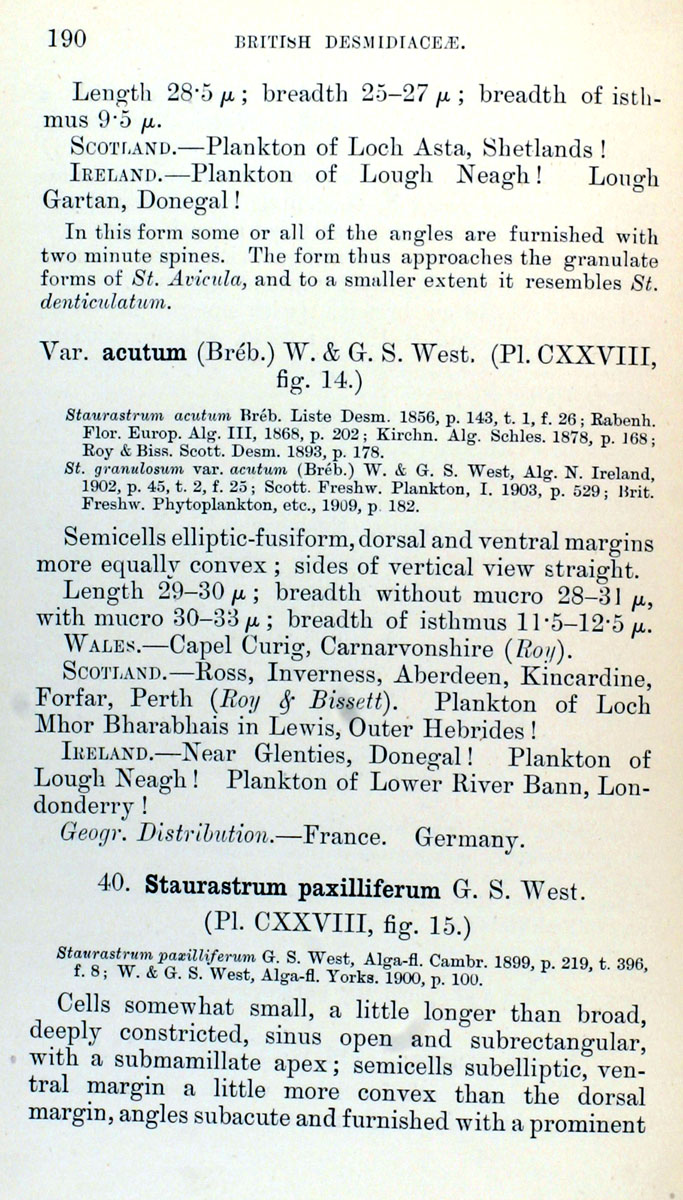 190 BRITISH DESMIDIACEÆ.
Length 28·5 µ; breadth 25–27 µ; breadth of isth-
mus 9·5 µ.
SCOTLAND.—Plankton of Loch Asta, Shetlands!
IRELAND.—Plankton of Lough Neagh! Lough
Gartan, Donegal!
In this form some or all of the angles are furnished with
two minute spines. The form thus approaches the granulate
forms of St. Avicula, and to a smaller extent it resembles St.
denticulatum.
Var. acutum (Bréb.) W. & G. S. West. (Pl. CXXVIII,
fig. 14.)
Staurastrum acutum Bréb. Liste Desm. 1856, p. 143, t. 1, f. 26; Rabenh.
Flor. Europ. Alg. III, 1868, p. 202; Kirchn. Alg. Schles. 1878, p. 168;
Roy & Biss. Scott. Desm. 1893, p. 178.
St. granulosum var. acutum (Bréb.) W. & G. S. West, Alg. N. Ireland,
1902, p. 45, t. 2, f. 25; Scott. Freshw. Plankton, I. 1903, p. 529; Brit.
Freshw. Phytoplankton, etc., 1909, p. 182.
Semicells elliptic-fusiform, dorsal and ventral margins
more equally convex; sides of vertical view straight.
Length 29–30 µ; breadth without mucro 28–31 µ,
with mucro 30–33 µ; breadth of isthmus 11·5–12·5 µ.
WALES.—Capel Curig, Carnarvonshire (Roy).
SCOTLAND.—Ross, Inverness, Aberdeen, Kincardine,
Forfar, Perth (Roy & Bissett). Plankton of Loch
Mhor Bharabhais in Lewis, Outer Hebrides!
IRELAND.—Near Glenties, Donegal! Plankton of
Lough Neagh! Plankton of Lower River Bann, Lon-
donderry!
Geogr. Distribution.—France. Germany.
40. Staurastrum paxilliferum G. S. West.
(Pl. CXXVIII, fig. 15.)
Staurastrum paxilliferum G. S. West, Alga-fl. Cambr. 1899, p. 219, t. 396,
f. 8; W. & G. S. West, Alga-fl. Yorks. 1900, p. 100.
Cells somewhat small, a little longer than broad,
deeply constricted, sinus open and subrectangular,
with a submamillate apex; semicells subelliptic, ven-
tral margin a little more convex than the dorsal
margin, angles subacute and furnished with a prominent